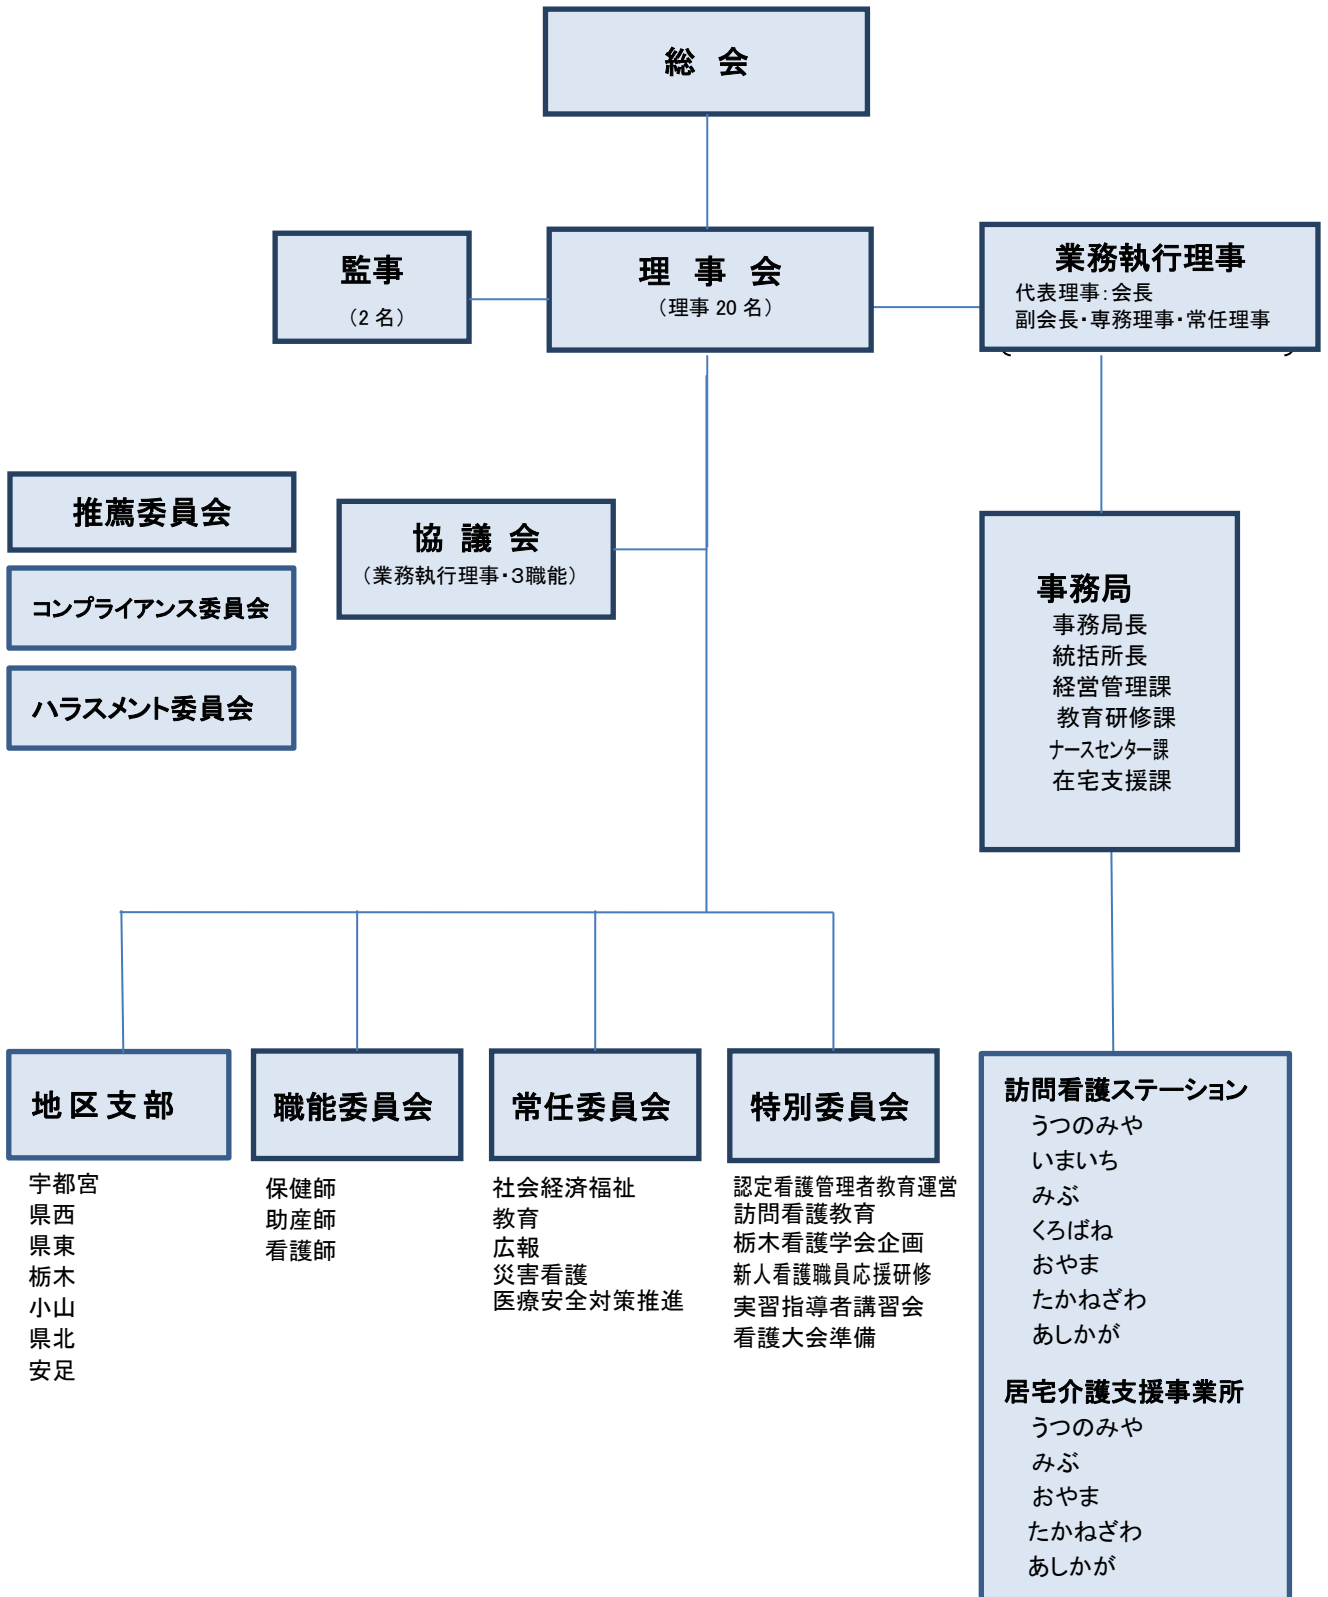 総 会
監事
（2 名）
理 事 会
（理事 20 名）
業務執行理事
代表理事：会長
副会長・専務理事・常任理事
推薦委員会
コンプライアンス委員会
ハラスメント委員会
協 議 会
（業務執行理事・3職能）
事務局
事務局長
統括所長
経営管理課
教育研修課
ナースセンター課
在宅支援課
地区支部
宇都宮
県西
県東
栃木
小山
県北
安足
職能委員会
保健師
助産師
看護師
常任委員会
社会経済福祉
教育
広報
災害看護
医療安全対策推進
特別委員会
認定看護管理者教育運営
訪問看護教育
栃木看護学会企画
新人看護職員応援研修
実習指導者講習会
看護大会準備
訪問看護ステーション
うつのみや
いまいち
みぶ
くろばね
おやま
たかねざわ
あしかが
居宅介護支援事業所
うつのみや
みぶ
おやま
たかねざわ
あしかが